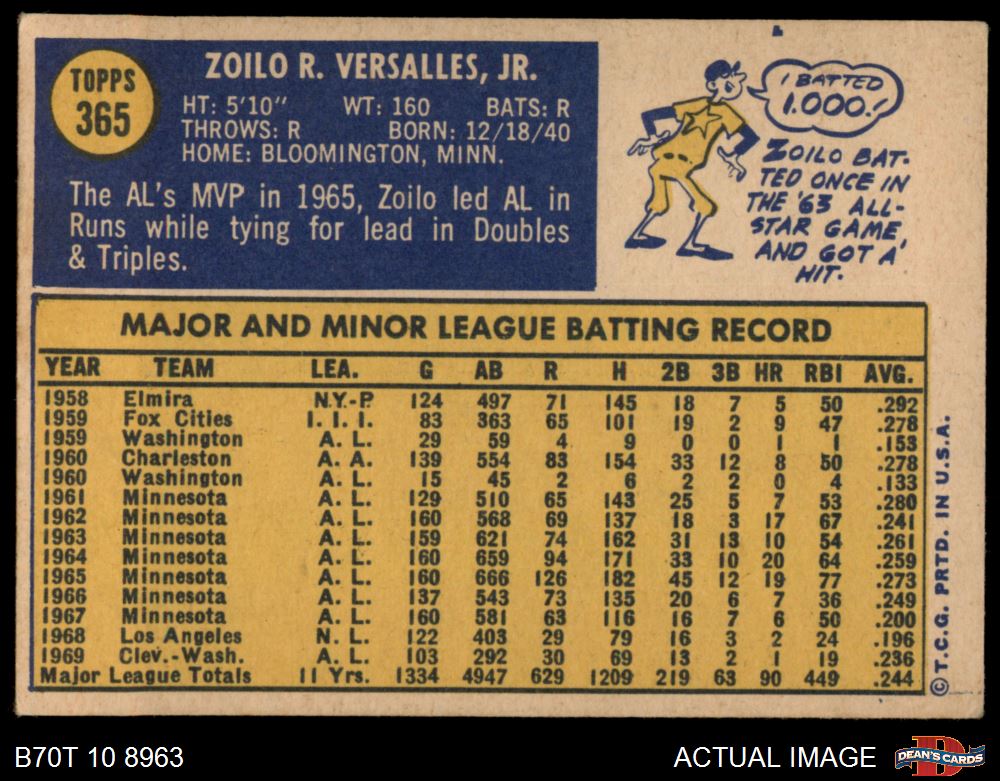 TOPPS
365
ZOILO R. VERSALLES, JR.
HT: 5'10" WT: 160 BATS: R
THROWS: R BORN: 12/18/40
HOME: BLOOMINGTON, MINN.
The AL's MVP in 1965, Zoilo led AL in
Runs while tying for lead in Doubles
& Triples.
I BATTED
1.000!
ZOILO BAT-
TED ONCE IN
THE '63 ALL-
STAR GAME,
AND GOT A
HIT.
MAJOR AND MINOR LEAGUE BATTING RECORD
YEAR TEAM LEA. G AB R H 2B 3B HR RBI AVG.
1958 Elmira N.Y.-P. 124 497 71 145 18 7 5 50 .292
1959 Fox Cities I. I. I. 83 363 65 101 19 2 9 47 .278
1959 Washington A. L. 29 59 4 9 0 0 1 1 .153
1960 Charleston A. A. 139 554 83 154 33 12 8 50 .278
1960 Washington A. L. 15 45 2 6 2 2 0 4 .133
1961 Minnesota A. L. 129 510 65 143 25 5 7 53 .280
1962 Minnesota A. L. 160 568 69 137 18 3 17 67 .241
1963 Minnesota A. L. 159 621 74 162 31 13 10 54 .261
1964 Minnesota A. L. 160 659 94 171 33 10 20 64 .259
1965 Minnesota A. L. 160 666 126 182 45 12 19 77 .273
1966 Minnesota A. L. 137 543 73 135 20 6 7 36 .249
1967 Minnesota A. L. 160 581 63 116 16 7 6 50 .200
1968 Los Angeles N. L. 122 403 29 79 16 3 2 24 .196
1969 Clev.-Wash. A. L. 103 292 30 69 13 2 1 19 .236
Major League Totals 11 Yrs. 1334 4947 629 1209 219 63 90 449 .244
© T.C.G. PRTD. IN U.S.A.
B70T 10 8963
ACTUAL IMAGE
D
DEAN'S CARDS